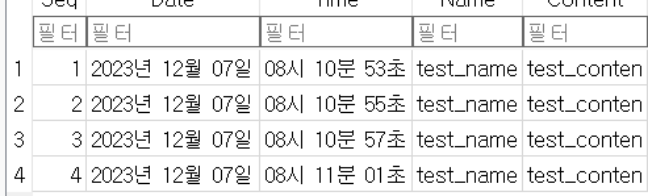 Seq Date Time Name Content
필터 필터 필터 필터 필터
1 1 2023년 12월 07일 08시 10분 53초 test_name test_conten
2 2 2023년 12월 07일 08시 10분 55초 test_name test_conten
3 3 2023년 12월 07일 08시 10분 57초 test_name test_conten
4 4 2023년 12월 07일 08시 11분 01초 test_name test_conten